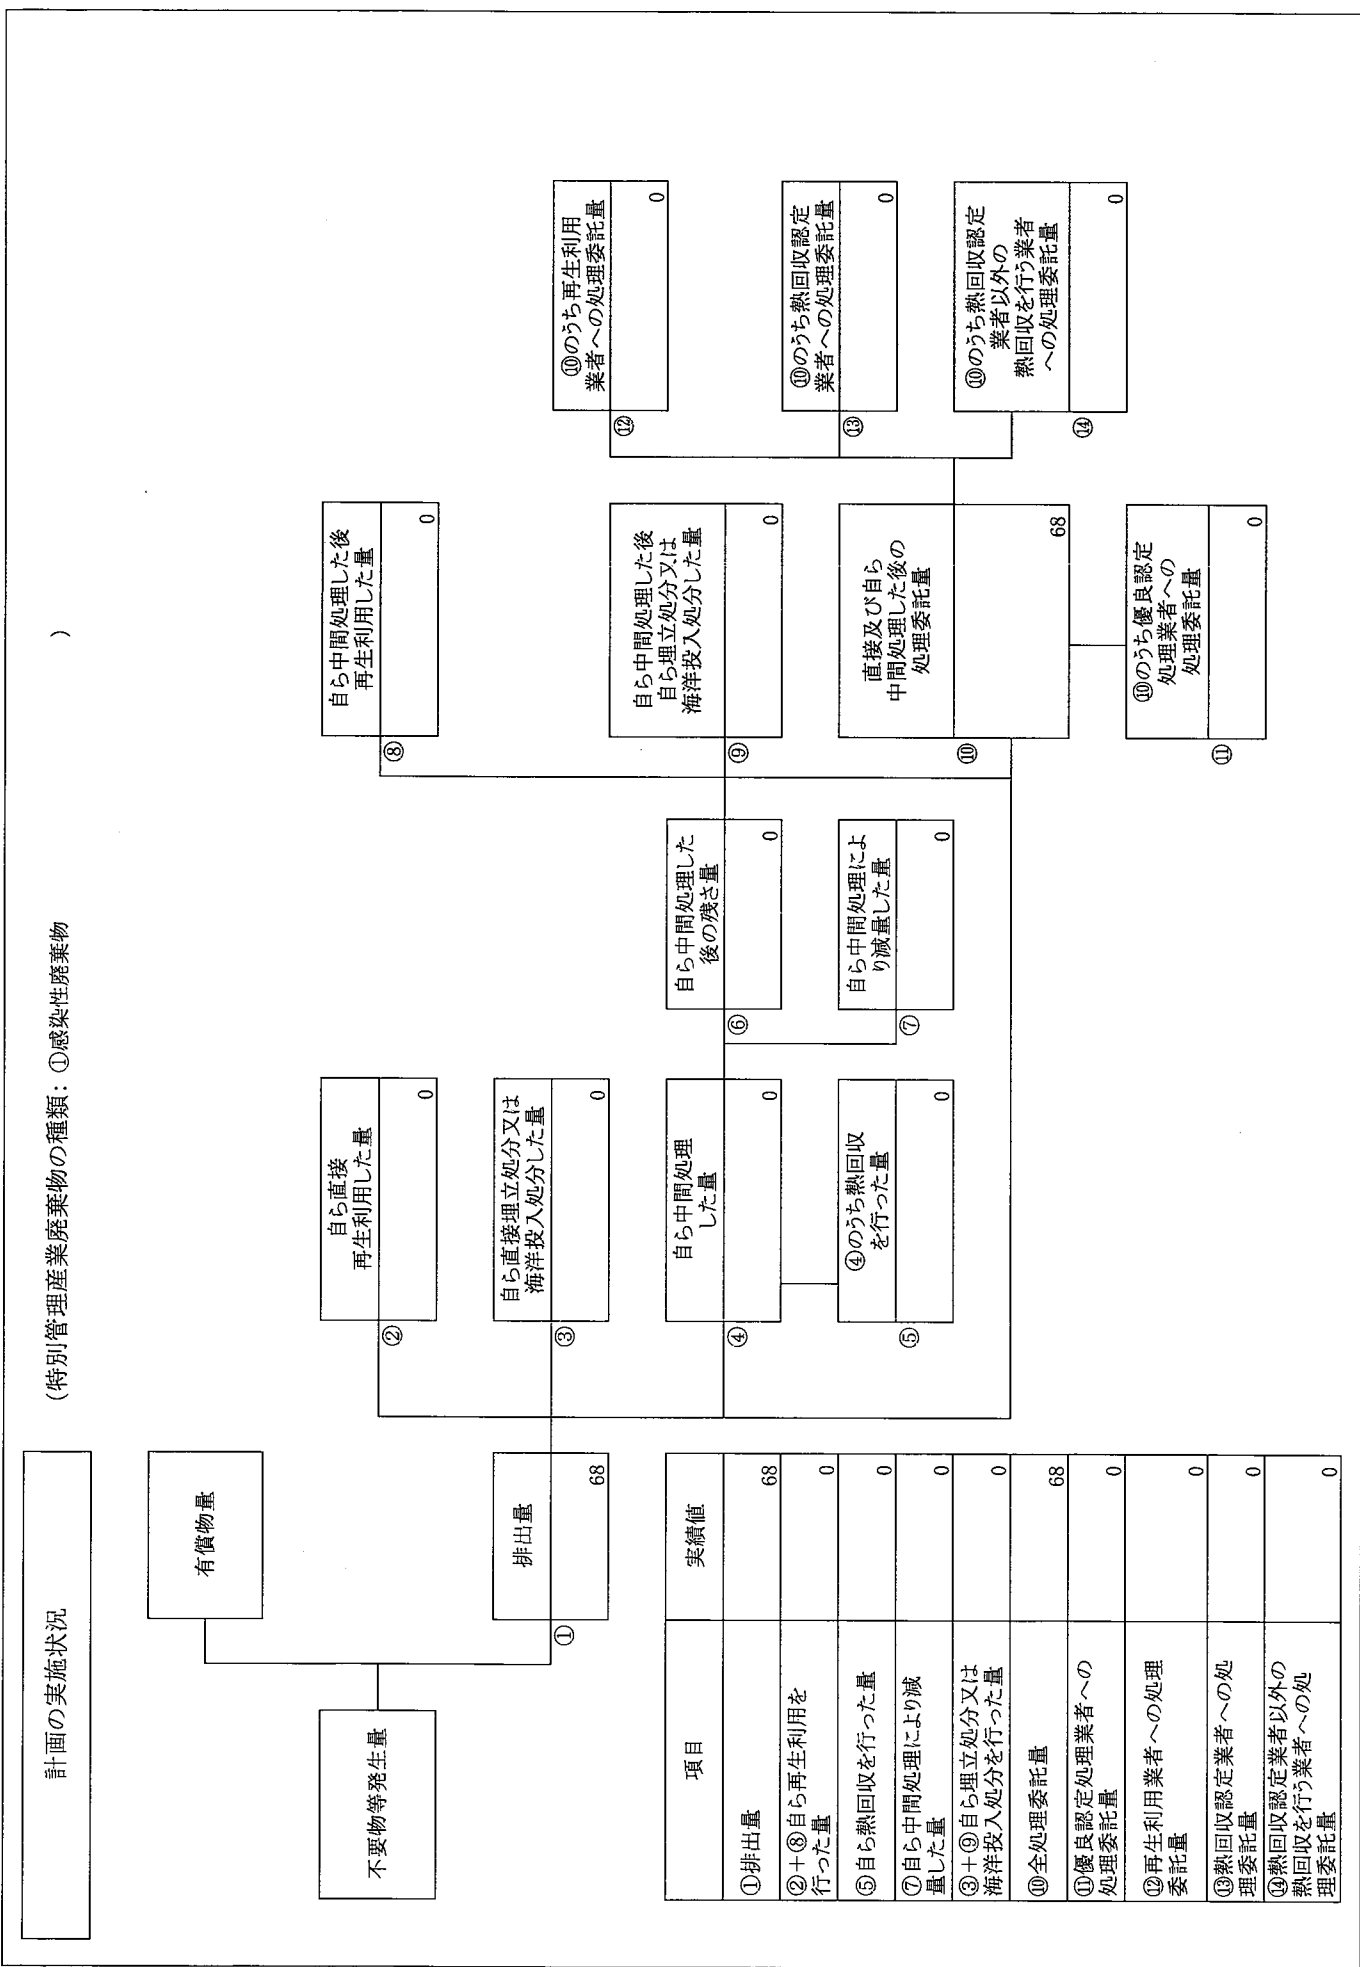 計画の実施状況
(特別管理産業廃棄物の種類：①感染性廃棄物 )
不要物等発生量
有償物量
①
排出量
68
②
自ら直接
再生利用した量
0
③
自ら直接埋立処分又は
海洋投入処分した量
0
④
自ら中間処理
した量
0
⑤
④のうち熱回収
を行った量
0
⑥
自ら中間処理した
後の残さ量
0
⑦
自ら中間処理によ
り減量した量
0
⑧
自ら中間処理した後
再生利用した量
0
⑨
自ら中間処理した後
自ら埋立処分又は
海洋投入処分した量
0
⑩
直接及び自ら
中間処理した後の
処理委託量
68
⑪
⑩のうち優良認定
処理業者への
処理委託量
0
⑫
⑩のうち再生利用
業者への処理委託量
0
⑬
⑩のうち熱回収認定
業者への処理委託量
0
⑭
⑩のうち熱回収認定
業者以外の
熱回収を行う業者
への処理委託量
0
項目 実績値
①排出量 68
②＋⑧自ら再生利用を
行った量 0
⑤自ら熱回収を行った量 0
⑦自ら中間処理により減
量した量 0
③＋⑨自ら埋立処分又は
海洋投入処分を行った量 0
⑩全処理委託量 68
⑪優良認定処理業者への
処理委託量 0
⑫再生利用業者への処理
委託量 0
⑬熱回収認定業者への処
理委託量 0
⑭熱回収認定業者以外の
熱回収を行う業者への処
理委託量 0